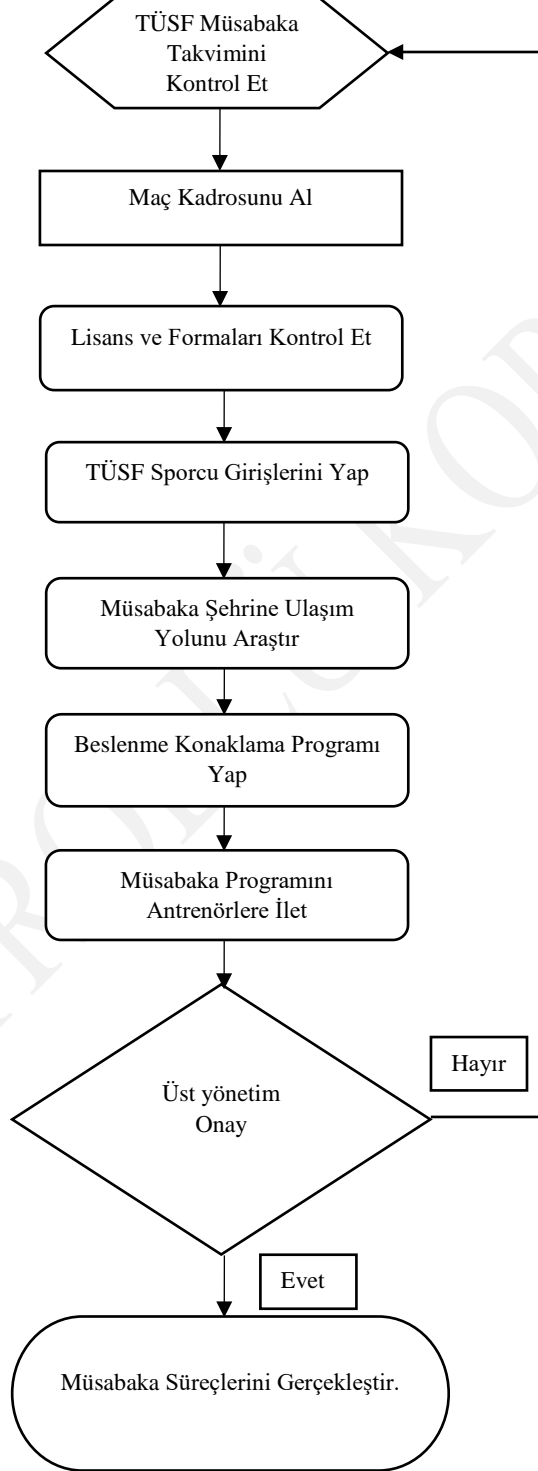 TÜSF Müsabaka
Takvimini
Kontrol Et
Maç Kadrosunu Al
Lisans ve Formaları Kontrol Et
TÜSF Sporcu Girişlerini Yap
Müsabaka Şehrine Ulaşım
Yolunu Araştır
Beslenme Konaklama Programı
Yap
Müsabaka Programını
Antrenörlere İlet
Üst yönetim
Onay
Hayır
Evet
Müsabaka Süreçlerini Gerçekleştir.